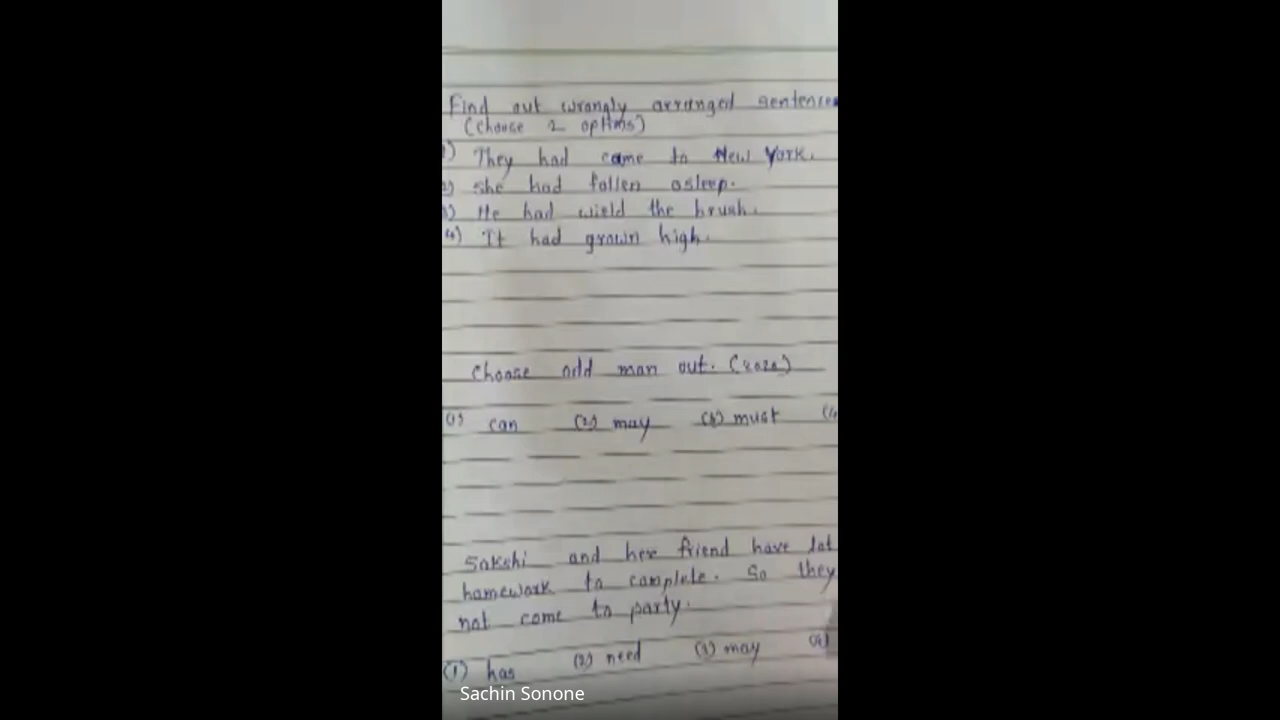 Find out wrongly arranged sentence
(choose 2 options)
1) They had came to New York.
2) She had fallen asleep.
3) He had wield the brush.
(4) It had grown high.
Choose odd man out. (2020)
(1) can (2) may (3) must
Sakshi and her friend have lot
homework to complete. So they
not come to party.
(1) has (2) need (3) may
Sachin Sonone